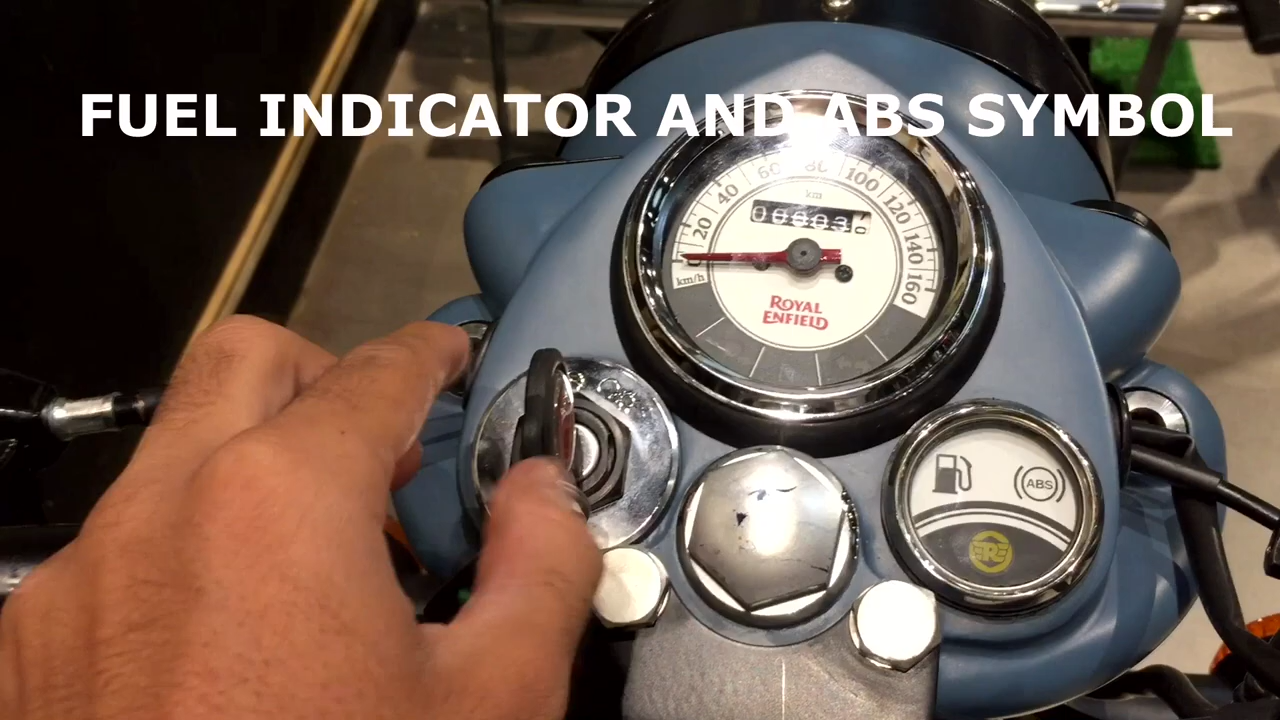 FUEL INDICATOR AND ABS SYMBOL
20 40 60 80 100 120 140 160
km
km/h
ROYAL
ENFIELD
ABS